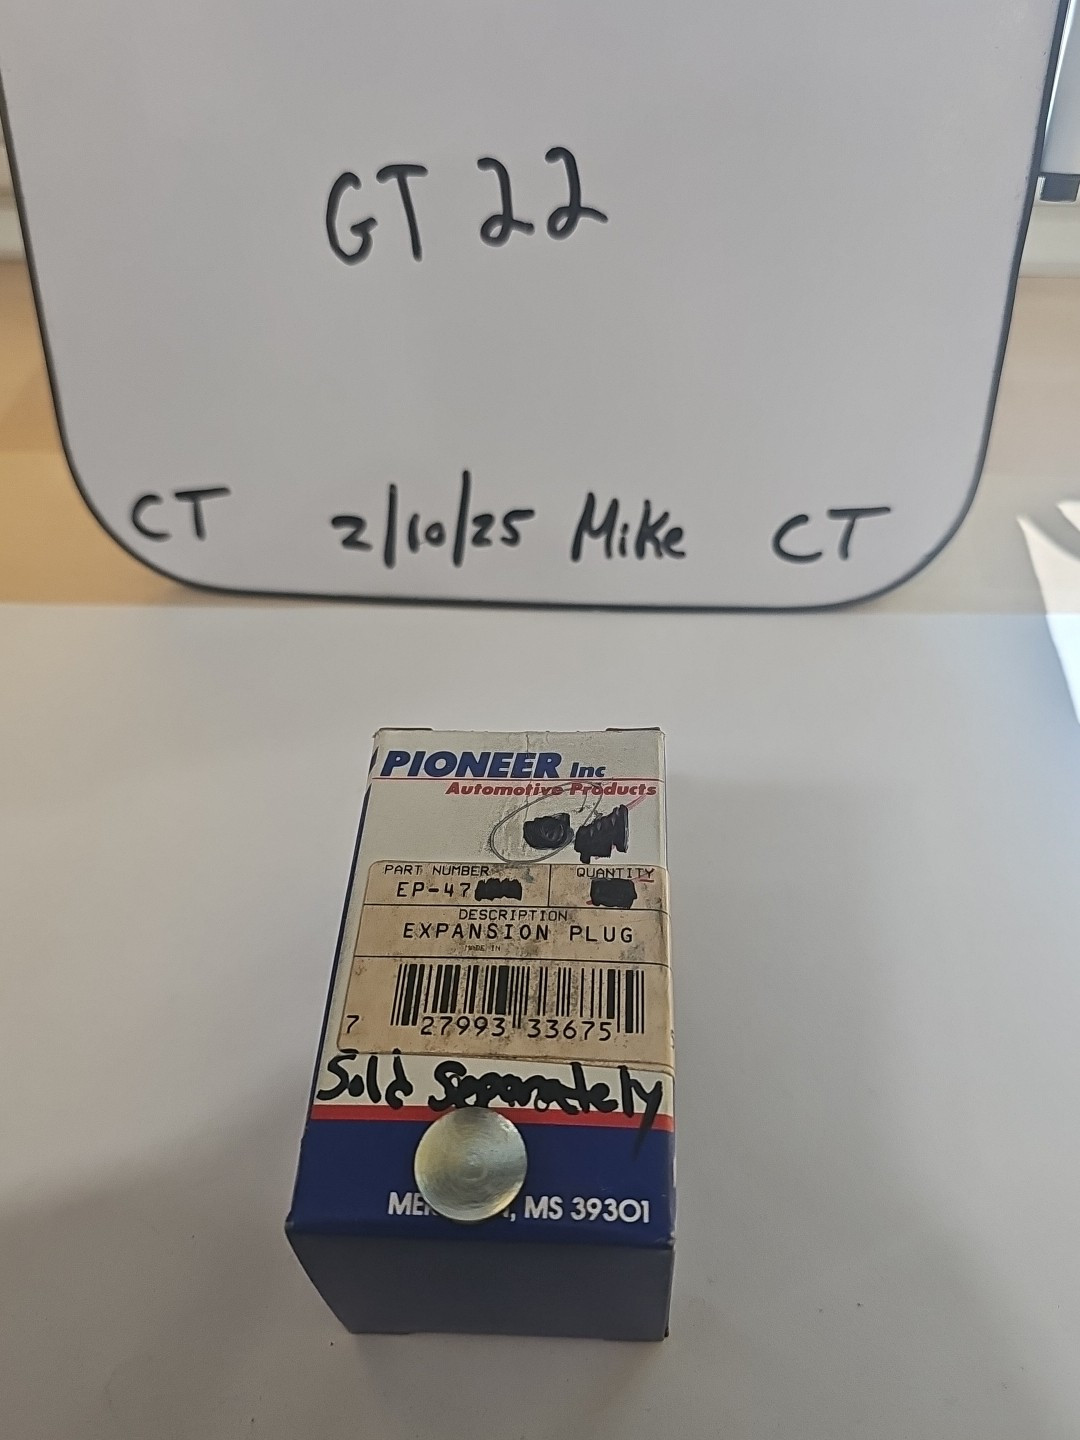 GT 22
CT 2/10/25 Mike CT
PIONEER Inc
Automotive Products
PART NUMBER QUANTITY
EP-47
DESCRIPTION
EXPANSION PLUG
MADE IN
7 27993 33675
Sold Separately
MS 39301